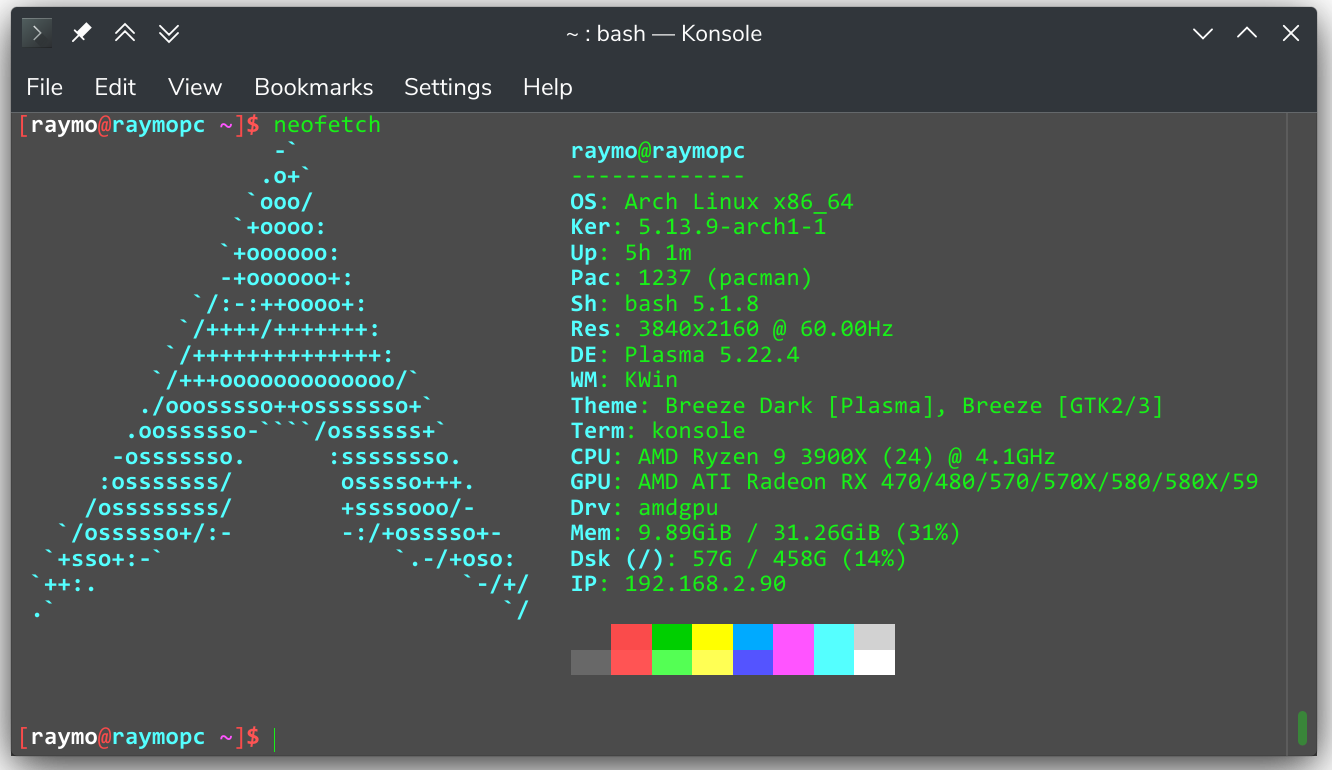 ~ : bash — Konsole
File Edit View Bookmarks Settings Help
[raymo@raymopc ~]$ neofetch
                   -`                    raymo@raymopc
                  .o+`                   -------------
                 `ooo/                   OS: Arch Linux x86_64
                `+oooo:                  Ker: 5.13.9-arch1-1
               `+oooooo:                 Up: 5h 1m
               -+oooooo+:                Pac: 1237 (pacman)
             `/:-:++oooo+:               Sh: bash 5.1.8
            `/++++/+++++++:              Res: 3840x2160 @ 60.00Hz
           `/++++++++++++++:             DE: Plasma 5.22.4
          `/+++ooooooooooooo/`           WM: KWin
         ./ooosssso++osssssso+`          Theme: Breeze Dark [Plasma], Breeze [GTK2/3]
        .oossssso-````/ossssss+`         Term: konsole
       -osssssso.      :ssssssso.        CPU: AMD Ryzen 9 3900X (24) @ 4.1GHz
      :osssssss/        osssso+++.       GPU: AMD ATI Radeon RX 470/480/570/570X/580/580X/59
     /ossssssss/        +ssssooo/-       Drv: amdgpu
   `/ossssso+/:-        -:/+osssso+-     Mem: 9.89GiB / 31.26GiB (31%)
  `+sso+:-`                 `.-/+oso:    Dsk (/): 57G / 458G (14%)
 `++:.                           `-/+/   IP: 192.168.2.90
 .`                                 `/
[raymo@raymopc ~]$